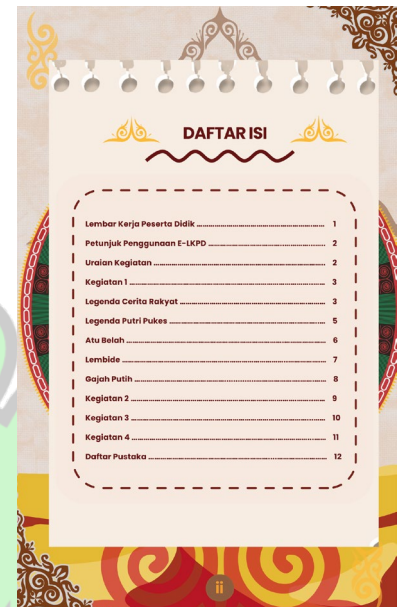 DAFTAR ISI
Lembar Kerja Peserta Didik 1
Petunjuk Penggunaan E-LKPD 2
Uraian Kegiatan 2
Kegiatan 1 3
Legenda Cerita Rakyat 3
Legenda Putri Pukes 5
Atu Belah 6
Lembide 7
Gajah Putih 8
Kegiatan 2 9
Kegiatan 3 10
Kegiatan 4 11
Daftar Pustaka 12
ii